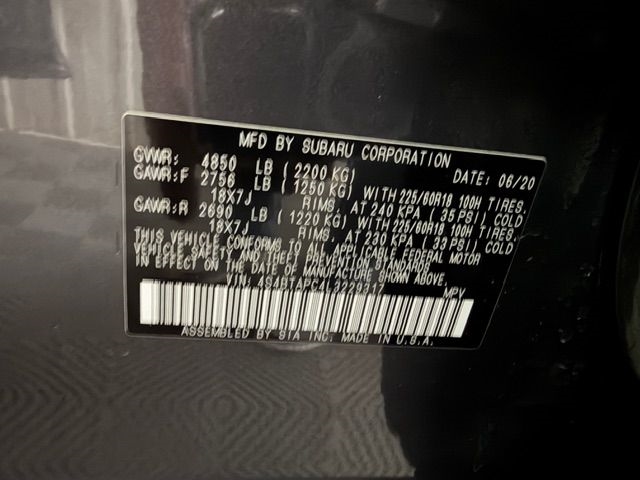 MFD BY SUBARU CORPORATION
GVWR: 4850 LB (2200 KG) DATE: 06/20
GAWR:F 2756 LB (1250 KG) WITH 225/60R18 100H TIRES,
18X7J RIMS, AT 240 KPA (35 PSI) COLD
GAWR:R 2690 LB (1220 KG) WITH 225/60R18 100H TIRES,
18X7J RIMS, AT 230 KPA (33 PSI) COLD
THIS VEHICLE CONFORMS TO ALL APPLICABLE FEDERAL MOTOR
VEHICLE SAFETY AND BUMPER STANDARDS
IN EFFECT ON THE DATE OF MANUFACTURE SHOWN ABOVE.
VIN: MPV
ASSEMBLED BY SIA INC. MADE IN U.S.A.